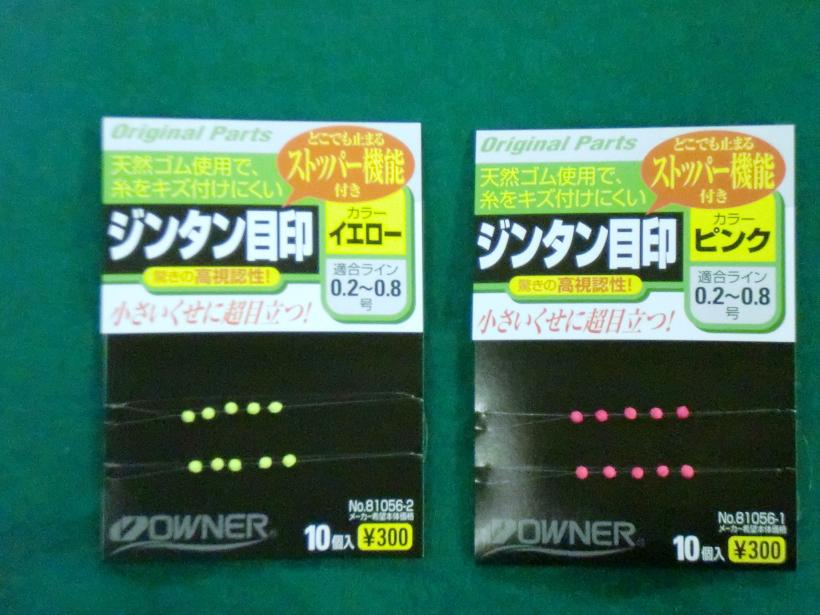 Original Parts
どこでも止まる
ストッパー機能
付き
天然ゴム使用で、
糸をキズ付けにくい
ジンタン目印
カラー
イエロー
驚きの高視認性!
適合ライン
0.2～0.8
号
小さいくせに超目立つ!
No.81056-2
メーカー希望本体価格
OWNER
10個入 ¥300
Original Parts
どこでも止まる
ストッパー機能
付き
天然ゴム使用で、
糸をキズ付けにくい
ジンタン目印
カラー
ピンク
驚きの高視認性!
適合ライン
0.2～0.8
号
小さいくせに超目立つ!
No.81056-1
メーカー希望本体価格
OWNER
10個入 ¥300